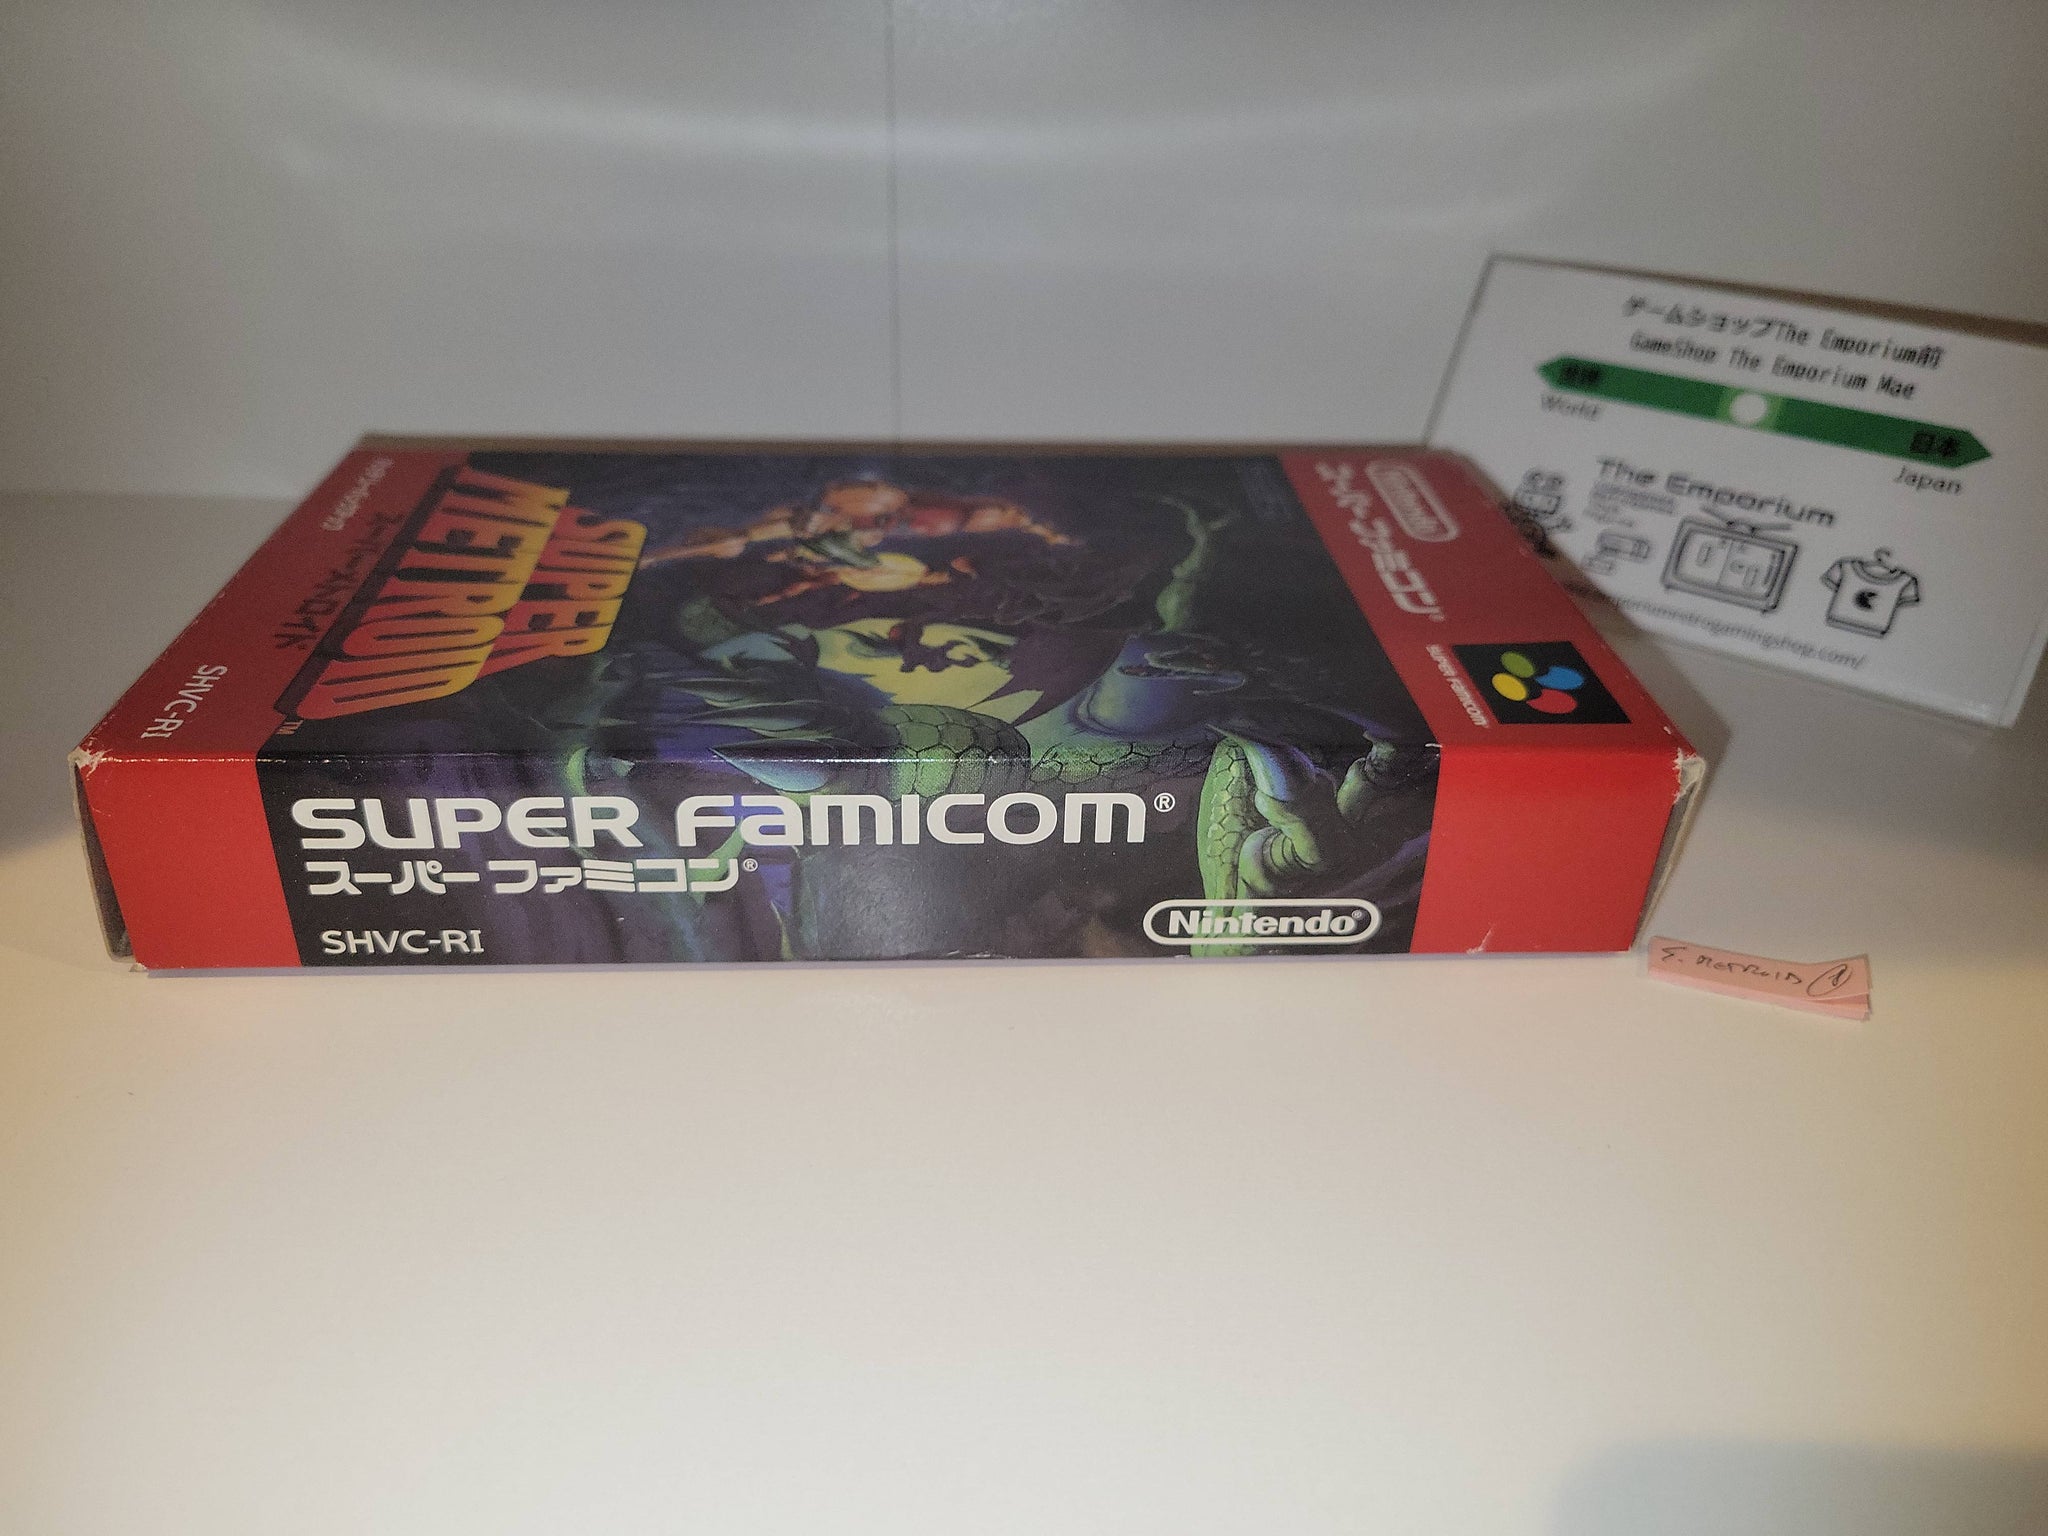 ゲームショップThe Emporium前
GameShop The Emporium Mae
World
日本
Japan
The Emporium
Nintendo
スーパーファミコン®
SUPER FAMICOM
SUPER
METROID
™
スーパーメトロイド
SHVC-RI
SUPER FAMICOM®
スーパーファミコン®
SHVC-RI
Nintendo®
S. METROID 1